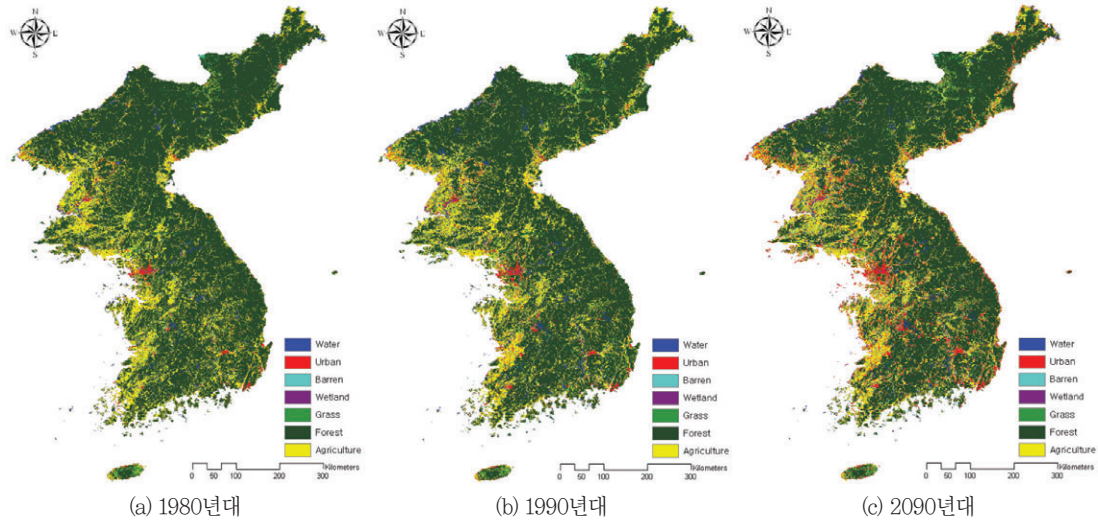 N
W E
S
Water
Urban
Barren
Wetland
Grass
Forest
Agriculture
Kilometers
0 50 100 200 300
(a) 1980년대
N
W E
S
Water
Urban
Barren
Wetland
Grass
Forest
Agriculture
Kilometers
0 50 100 200 300
(b) 1990년대
N
W E
S
Water
Urban
Barren
Wetland
Grass
Forest
Agriculture
Kilometers
0 50 100 200 300
(c) 2090년대